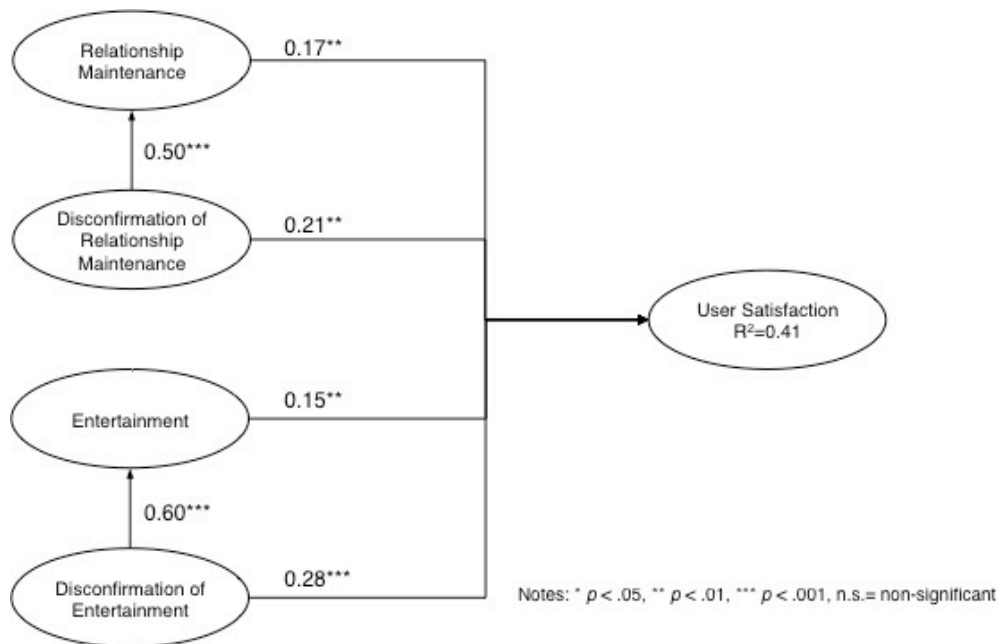 Relationship
Maintenance
0.17**
0.50***
Disconfirmation of
Relationship
Maintenance
0.21**
User Satisfaction
R²=0.41
Entertainment
0.15**
0.60***
Disconfirmation of
Entertainment
0.28***
Notes: * p < .05, ** p < .01, *** p < .001, n.s.= non-significant